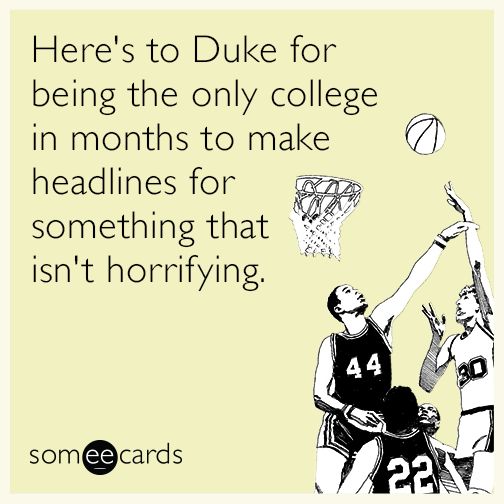 Here's to Duke for
being the only college
in months to make
headlines for
something that
isn't horrifying.
44
30
22
someecards